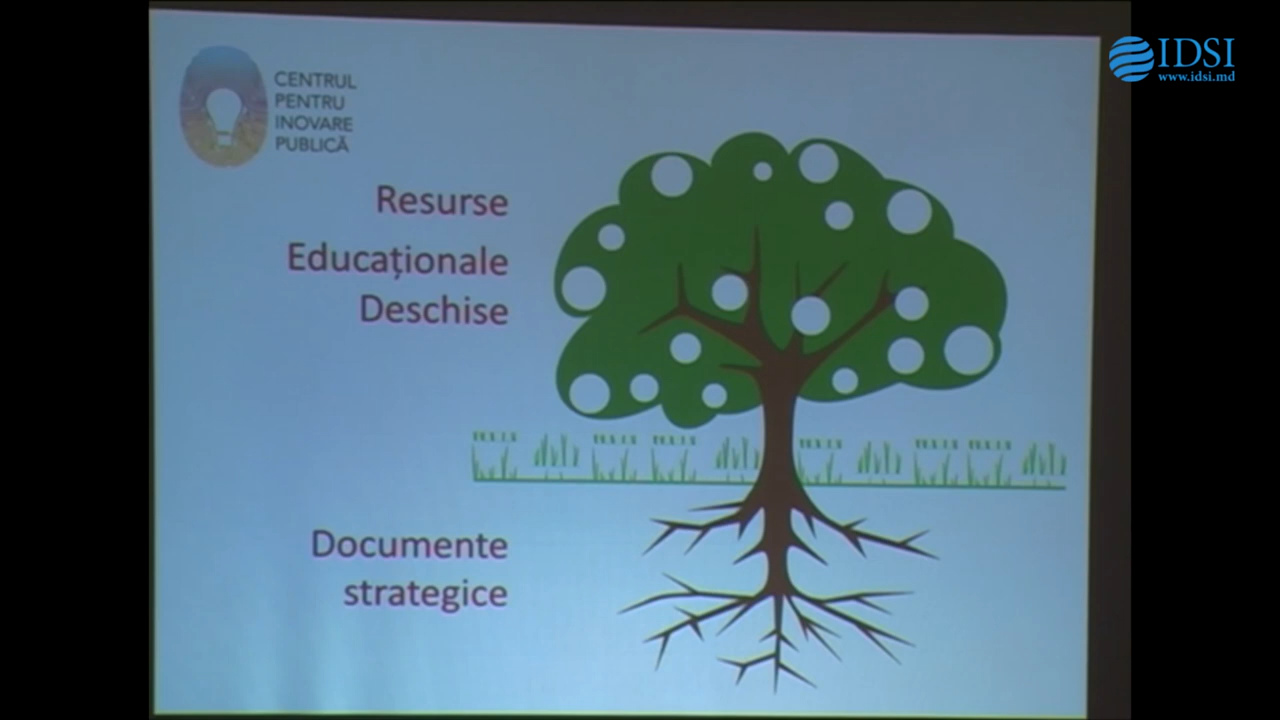 CENTRUL
PENTRU
INOVARE
PUBLICĂ
IDSI
www.idsi.md
Resurse
Educaționale
Deschise
Documente
strategice